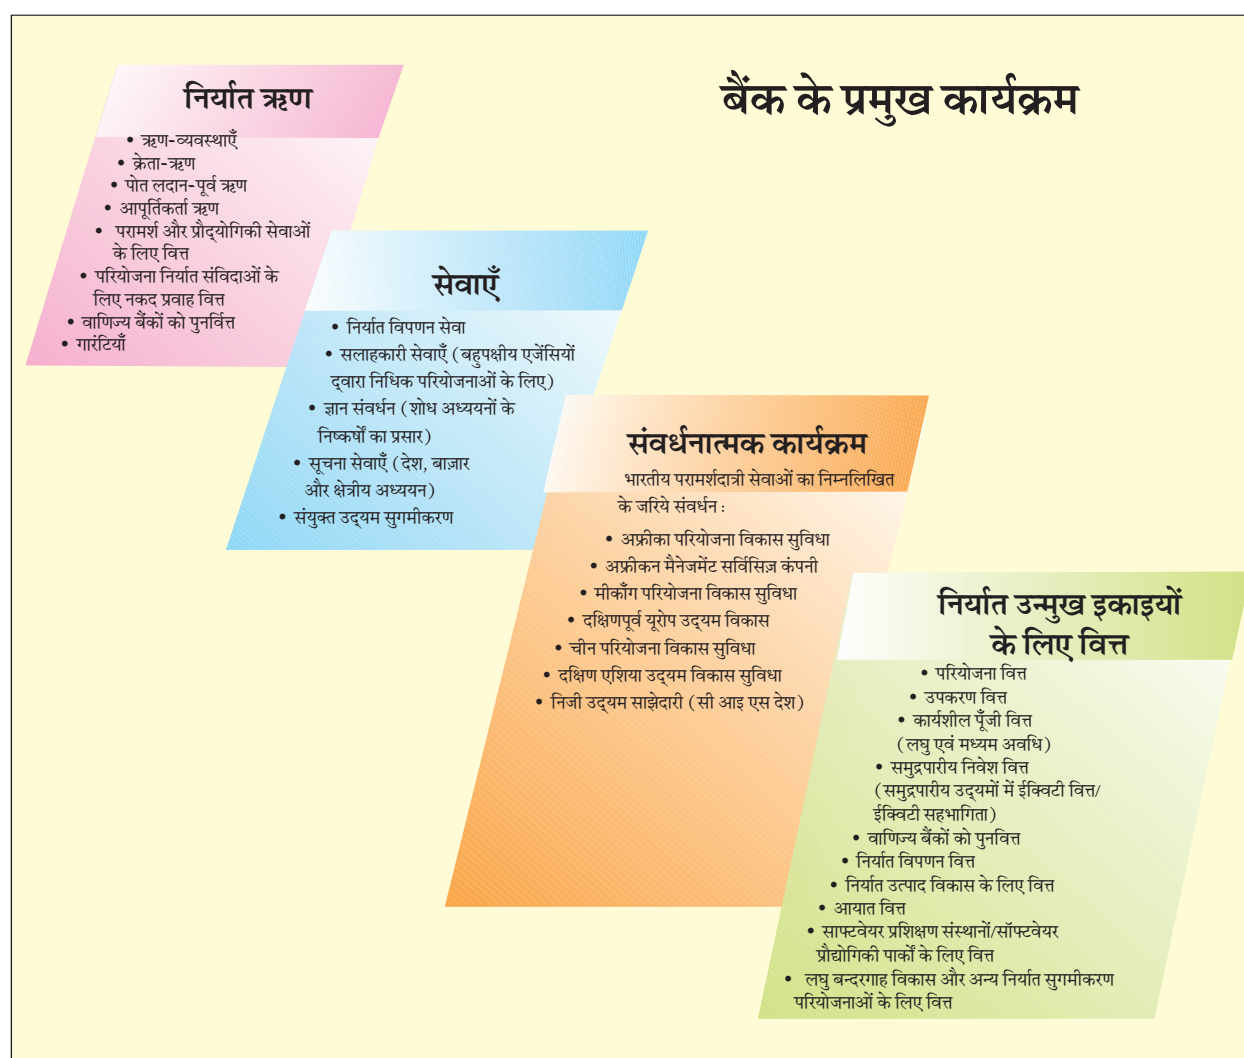 बैंक के प्रमुख कार्यक्रम
निर्यात ऋण
• ऋण-व्यवस्थाएँ
• क्रेता-ऋण
• पोत लदान-पूर्व ऋण
• आपूर्तिकर्ता ऋण
• परामर्श और प्रौद्‌योगिकी सेवाओं
के लिए वित्त
• परियोजना निर्यात संविदाओं के
लिए नकद प्रवाह वित्त
• वाणिज्य बैंकों को पुनर्वित्त
• गारंटियाँ
सेवाएँ
• निर्यात विपणन सेवा
• सलाहकारी सेवाएँ (बहुपक्षीय एजेंसियों
द्‌वारा निधिक परियोजनाओं के लिए)
• ज्ञान संवर्धन (शोध अध्ययनों के
निष्कर्षों का प्रसार)
• सूचना सेवाएँ (देश, बाज़ार
और क्षेत्रीय अध्ययन)
• संयुक्त उद्‌यम सुगमीकरण
संवर्धनात्मक कार्यक्रम
भारतीय परामर्शदात्री सेवाओं का निम्नलिखित
के जरिये संवर्धन :
• अफ्रीका परियोजना विकास सुविधा
• अफ्रीकन मैनेजमेंट सर्विसिज़ कंपनी
• मीकाँग परियोजना विकास सुविधा
• दक्षिणपूर्व यूरोप उद्‌यम विकास
• चीन परियोजना विकास सुविधा
• दक्षिण एशिया उद्‌यम विकास सुविधा
• निजी उद्‌यम साझेदारी (सी आइ एस देश)
निर्यात उन्मुख इकाइयों
के लिए वित्त
• परियोजना वित्त
• उपकरण वित्त
• कार्यशील पूँजी वित्त
(लघु एवं मध्यम अवधि)
• समुद्रपारीय निवेश वित्त
(समुद्रपारीय उद्‌यमों में ईक्विटी वित्त/
ईक्विटी सहभागिता)
• वाणिज्य बैंकों को पुनवित्त
• निर्यात विपणन वित्त
• निर्यात उत्पाद विकास के लिए वित्त
• आयात वित्त
• साफ्टवेयर प्रशिक्षण संस्थानों/सॉफ्टवेयर
प्रौद्योगिकी पार्कों के लिए वित्त
• लघु बन्दरगाह विकास और अन्य निर्यात सुगमीकरण
परियोजनाओं के लिए वित्त